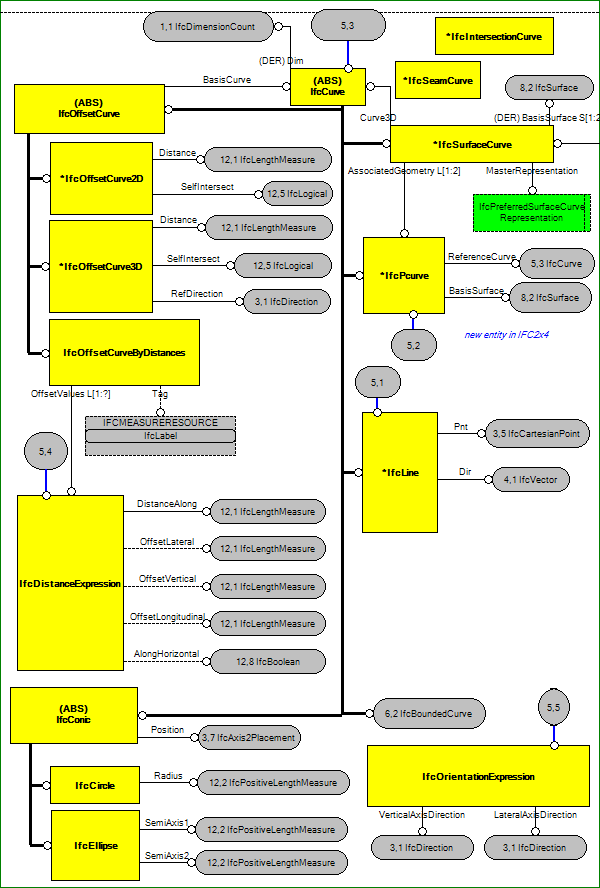 1,1 IfcDimensionCount
5,3
*IfcIntersectionCurve
(DER) Dim
BasisCurve
(ABS)
IfcCurve
*IfcSeamCurve
8,2 IfcSurface
(ABS)
IfcOffsetCurve
Curve3D
(DER) BasisSurface S[1:2
*IfcSurfaceCurve
Distance
12,1 IfcLengthMeasure
AssociatedGeometry L[1:2]
MasterRepresentation
*IfcOffsetCurve2D
SelfIntersect
12,5 IfcLogical
IfcPreferredSurfaceCurve
Representation
Distance
12,1 IfcLengthMeasure
*IfcOffsetCurve3D
SelfIntersect
12,5 IfcLogical
ReferenceCurve
5,3 IfcCurve
*IfcPcurve
RefDirection
3,1 IfcDirection
BasisSurface
8,2 IfcSurface
new entity in IFC2x4
5,2
IfcOffsetCurveByDistances
5,1
OffsetValues L[1:?]
Tag
IFCMEASURERESOURCE
IfcLabel
Pnt
3,5 IfcCartesianPoint
5,4
*IfcLine
Dir
4,1 IfcVector
DistanceAlong
12,1 IfcLengthMeasure
OffsetLateral
12,1 IfcLengthMeasure
IfcDistanceExpression
OffsetVertical
12,1 IfcLengthMeasure
OffsetLongitudinal
12,1 IfcLengthMeasure
AlongHorizontal
12,8 IfcBoolean
(ABS)
IfcConic
6,2 IfcBoundedCurve
5,5
Position
3,7 IfcAxis2Placement
IfcCircle
Radius
12,2 IfcPositiveLengthMeasure
IfcOrientationExpression
IfcEllipse
SemiAxis1
12,2 IfcPositiveLengthMeasure
SemiAxis2
12,2 IfcPositiveLengthMeasure
VerticalAxisDirection
LateralAxisDirection
3,1 IfcDirection
3,1 IfcDirection